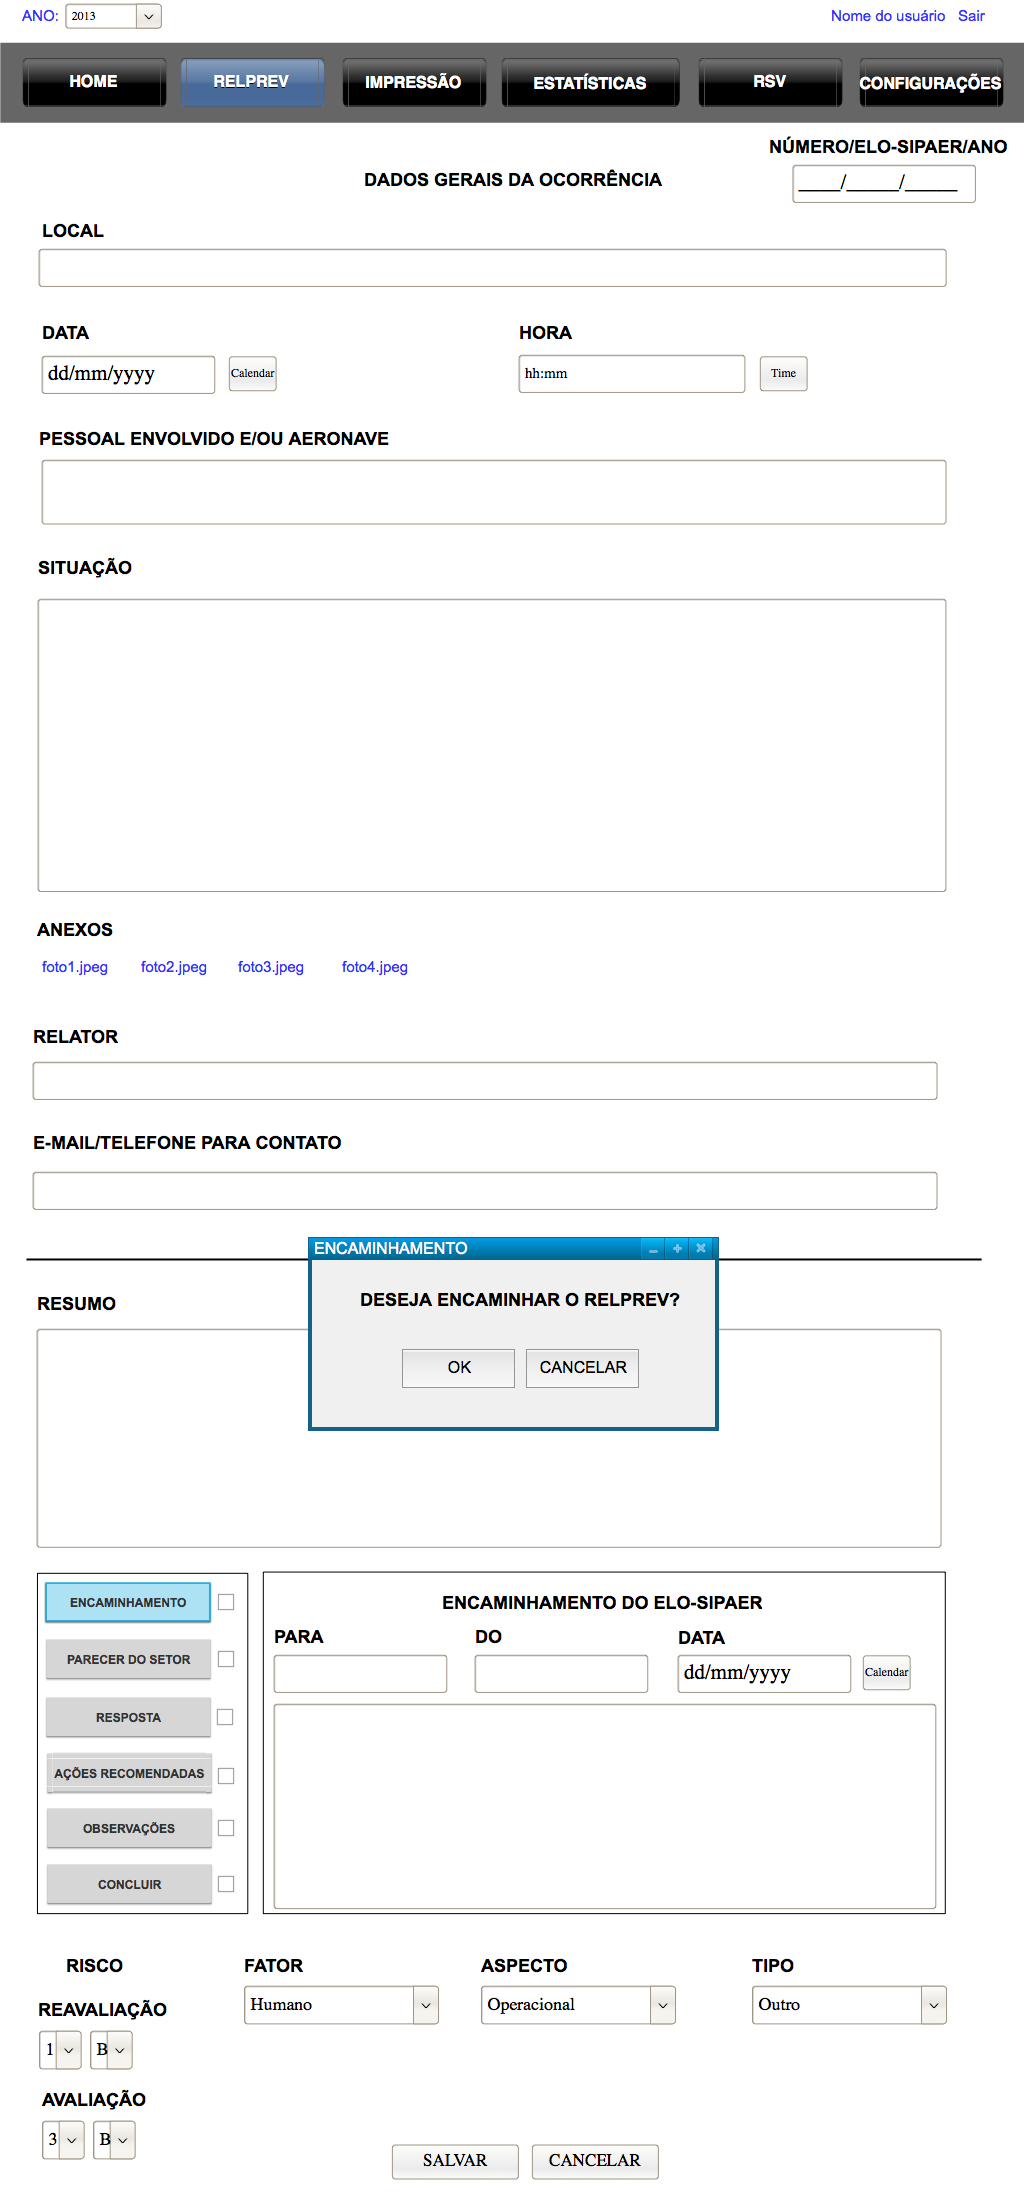 ANO: 2013 Nome do usuário Sair
HOME RELPREV IMPRESSÃO ESTATÍSTICAS RSV CONFIGURAÇÕES
NÚMERO/ELO-SIPAER/ANO
DADOS GERAIS DA OCORRÊNCIA
____/_____/_____
LOCAL
DATA HORA
dd/mm/yyyy Calendar hh:mm Time
PESSOAL ENVOLVIDO E/OU AERONAVE
SITUAÇÃO
ANEXOS
foto1.jpeg foto2.jpeg foto3.jpeg foto4.jpeg
RELATOR
E-MAIL/TELEFONE PARA CONTATO
ENCAMINHAMENTO
DESEJA ENCAMINHAR O RELPREV?
OK CANCELAR
RESUMO
ENCAMINHAMENTO
PARECER DO SETOR
RESPOSTA
AÇÕES RECOMENDADAS
OBSERVAÇÕES
CONCLUIR
ENCAMINHAMENTO DO ELO-SIPAER
PARA DO DATA
dd/mm/yyyy Calendar
RISCO FATOR ASPECTO TIPO
Humano Operacional Outro
REAVALIAÇÃO
1 B
AVALIAÇÃO
3 B
SALVAR CANCELAR